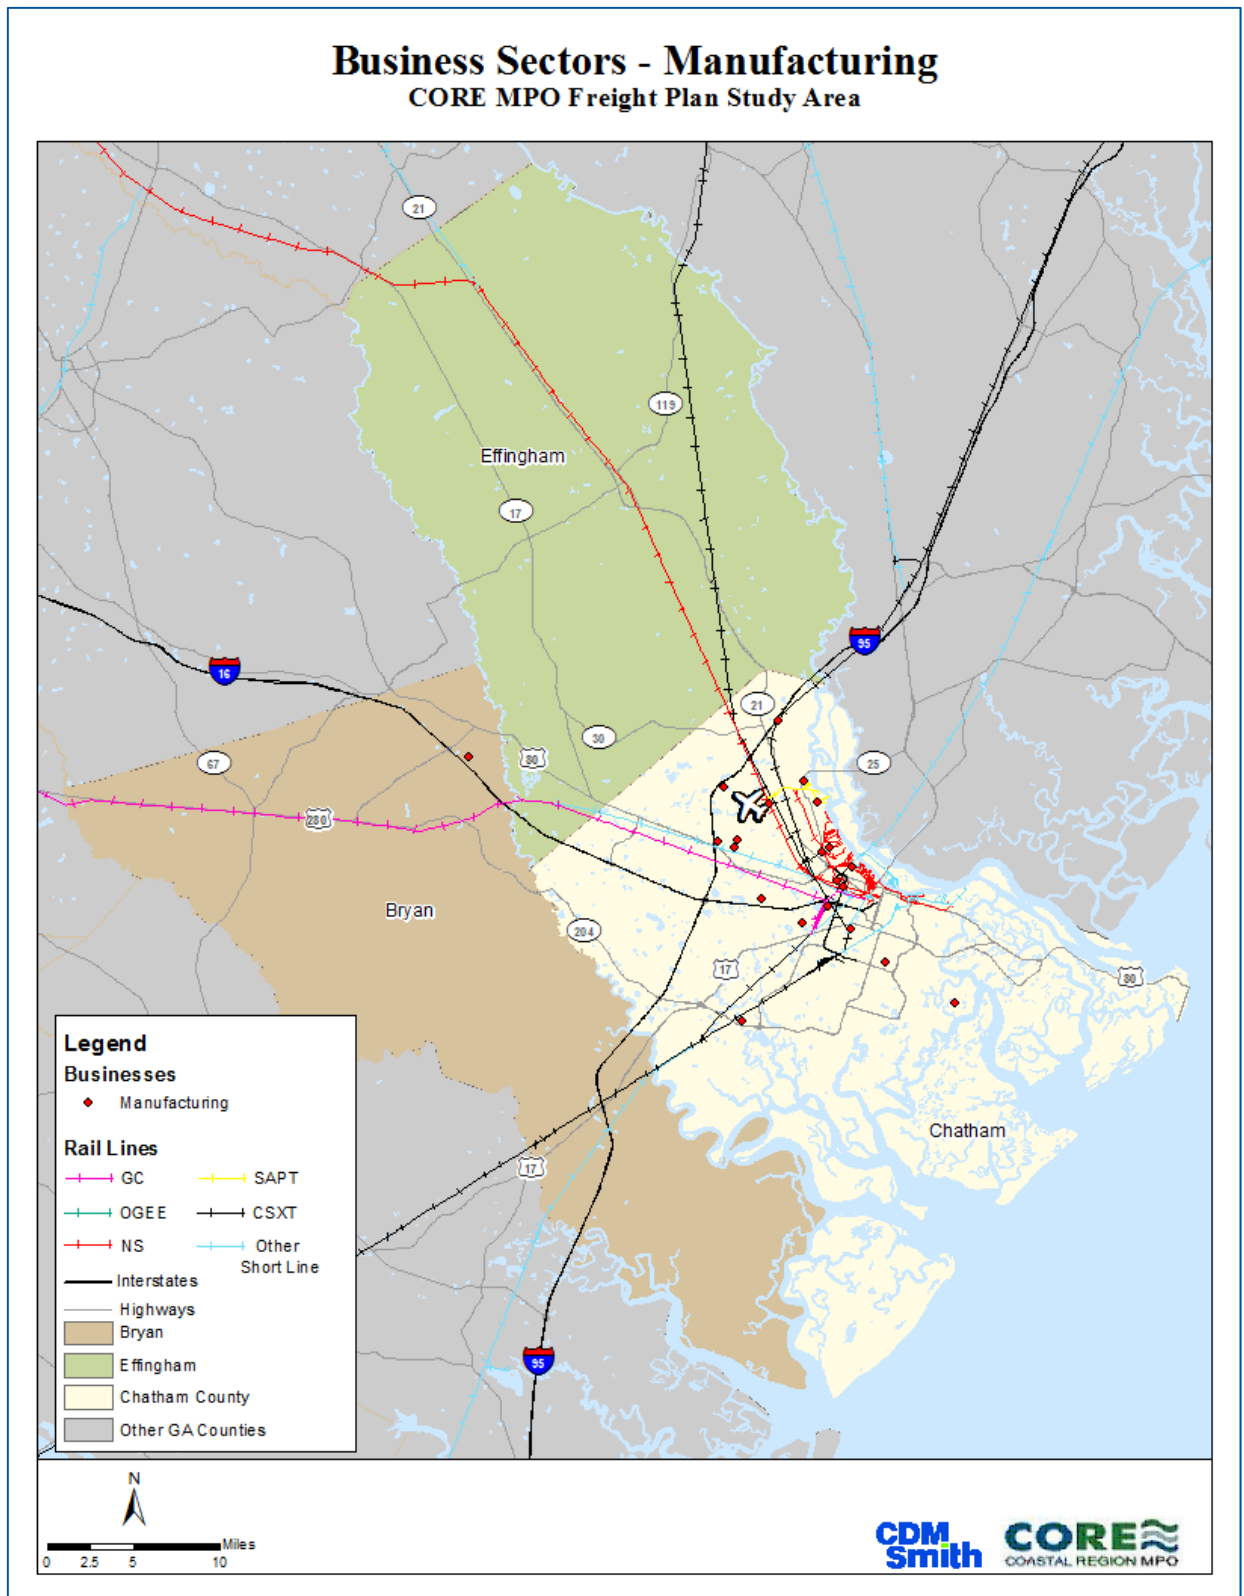 Business Sectors - Manufacturing
CORE MPO Freight Plan Study Area
21
119
Effingham
17
95
16
21
30
80
67
25
280
Bryan
204
17
80
Chatham
17
95
Legend
Businesses
Manufacturing
Rail Lines
GC
SAPT
OGEE
CSXT
NS
Other
Short Line
Interstates
Highways
Bryan
Effingham
Chatham County
Other GA Counties
N
Miles
0 2.5 5 10
CDM
Smith
CORE
COASTAL REGION MPO